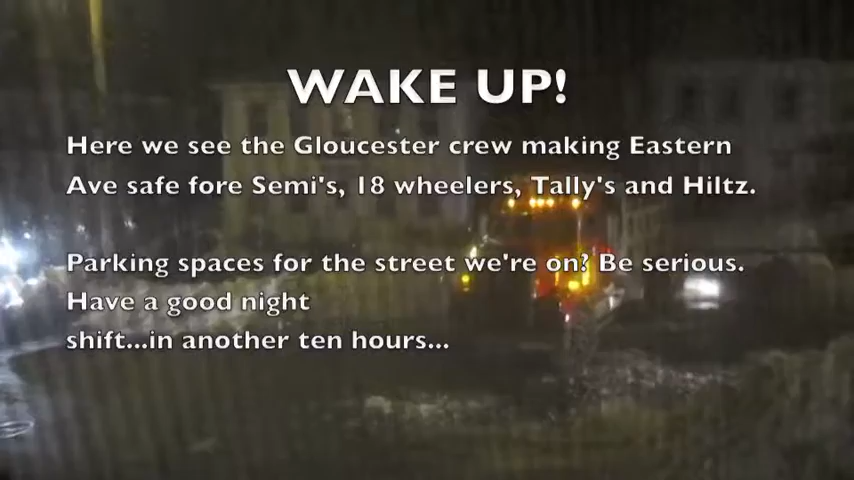 WAKE UP!
Here we see the Gloucester crew making Eastern
Ave safe fore Semi's, 18 wheelers, Tally's and Hiltz.
Parking spaces for the street we're on? Be serious.
Have a good night
shift...in another ten hours...